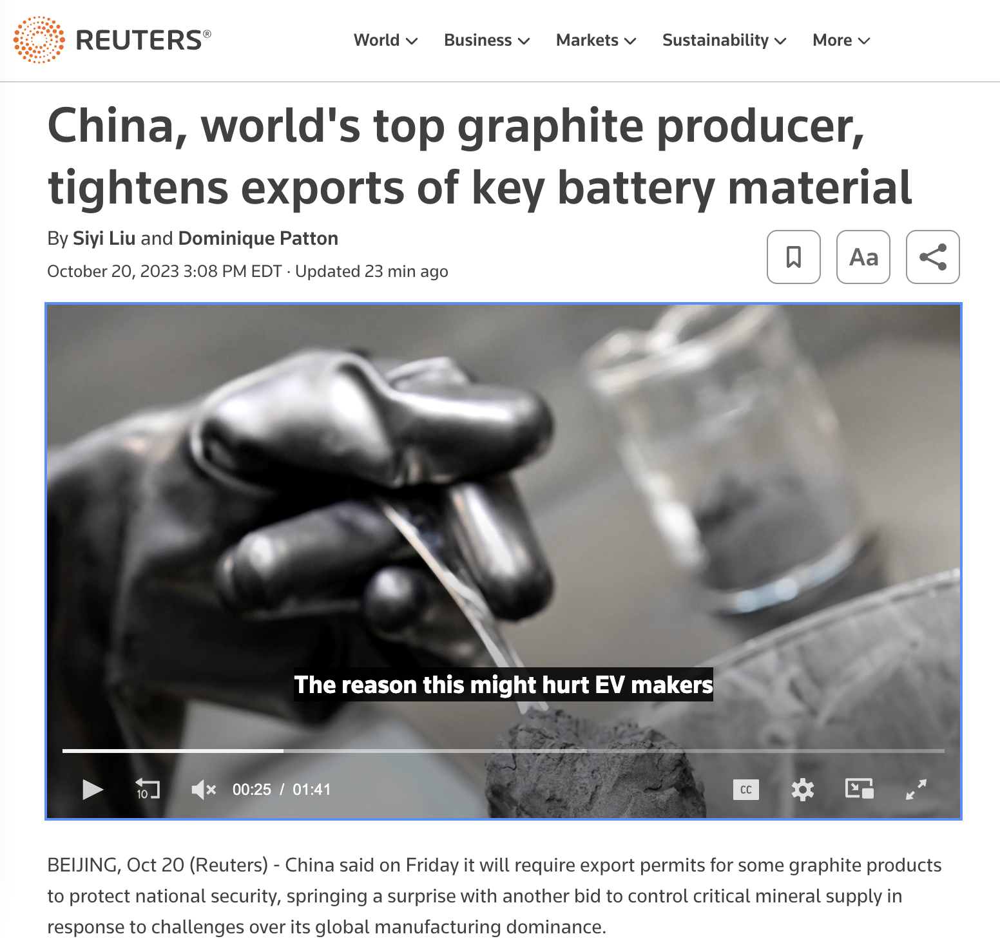 REUTERS®
World
Business
Markets
Sustainability
More
China, world's top graphite producer,
tightens exports of key battery material
By Siyi Liu and Dominique Patton
October 20, 2023 3:08 PM EDT · Updated 23 min ago
Aa
The reason this might hurt EV makers
10
00:25 / 01:41
CC
BEIJING, Oct 20 (Reuters) - China said on Friday it will require export permits for some graphite products
to protect national security, springing a surprise with another bid to control critical mineral supply in
response to challenges over its global manufacturing dominance.